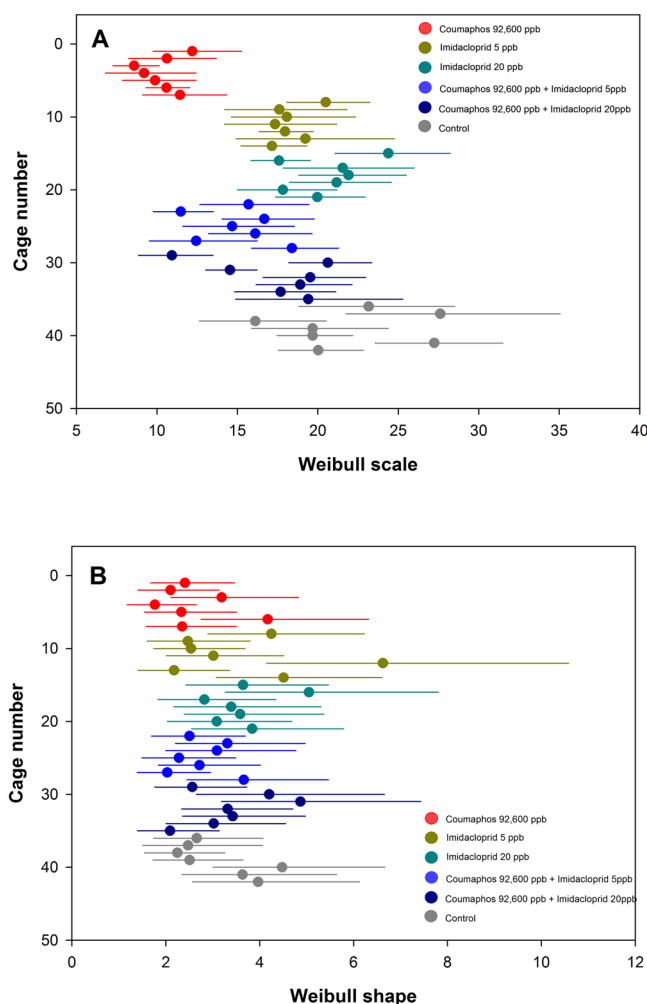 A
Coumaphos 92,600 ppb
Imidacloprid 5 ppb
Imidacloprid 20 ppb
Coumaphos 92,600 ppb + Imidacloprid 5ppb
Coumaphos 92,600 ppb + Imidacloprid 20ppb
Control
Cage number
0
10
20
30
40
50
5 10 15 20 25 30 35 40
Weibull scale
B
Cage number
0
10
20
30
40
50
Coumaphos 92,600 ppb
Imidacloprid 5 ppb
Imidacloprid 20 ppb
Coumaphos 92,600 ppb + Imidacloprid 5ppb
Coumaphos 92,600 ppb + Imidacloprid 20ppb
Control
0 2 4 6 8 10 12
Weibull shape